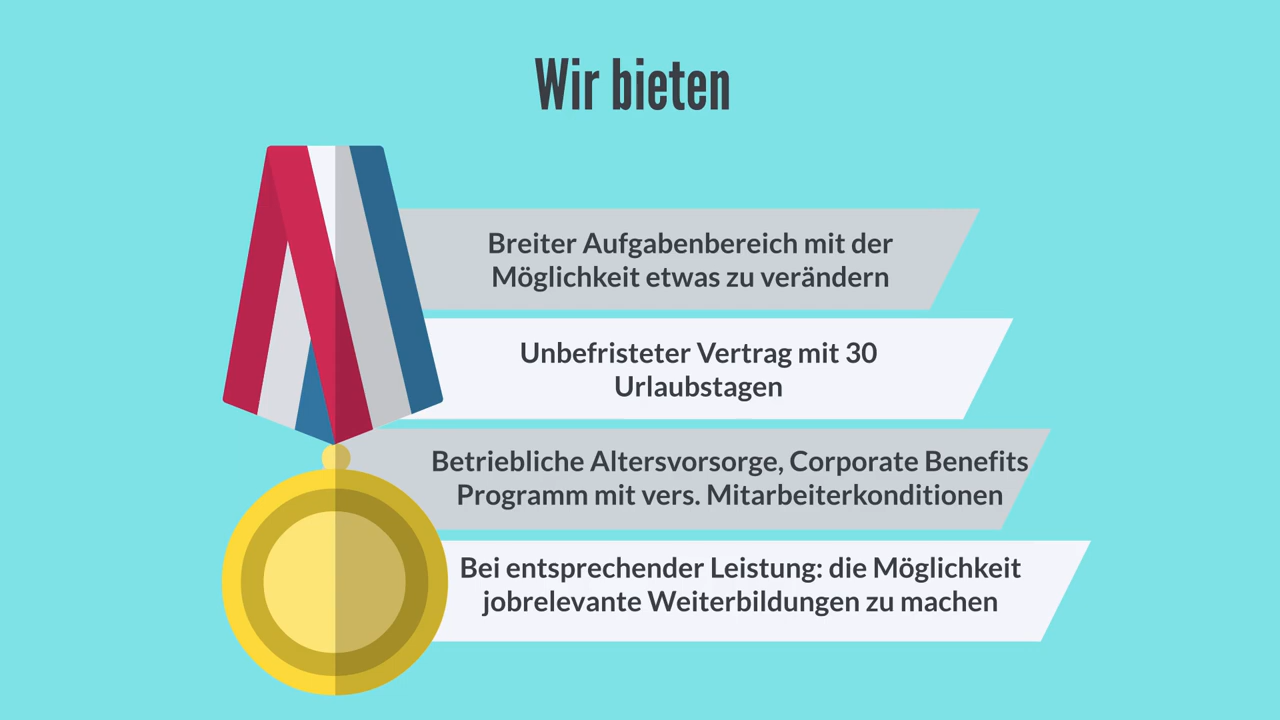 Wir bieten
Breiter Aufgabenbereich mit der
Möglichkeit etwas zu verändern
Unbefristeter Vertrag mit 30
Urlaubstagen
Betriebliche Altersvorsorge, Corporate Benefits
Programm mit vers. Mitarbeiterkonditionen
Bei entsprechender Leistung: die Möglichkeit
jobrelevante Weiterbildungen zu machen